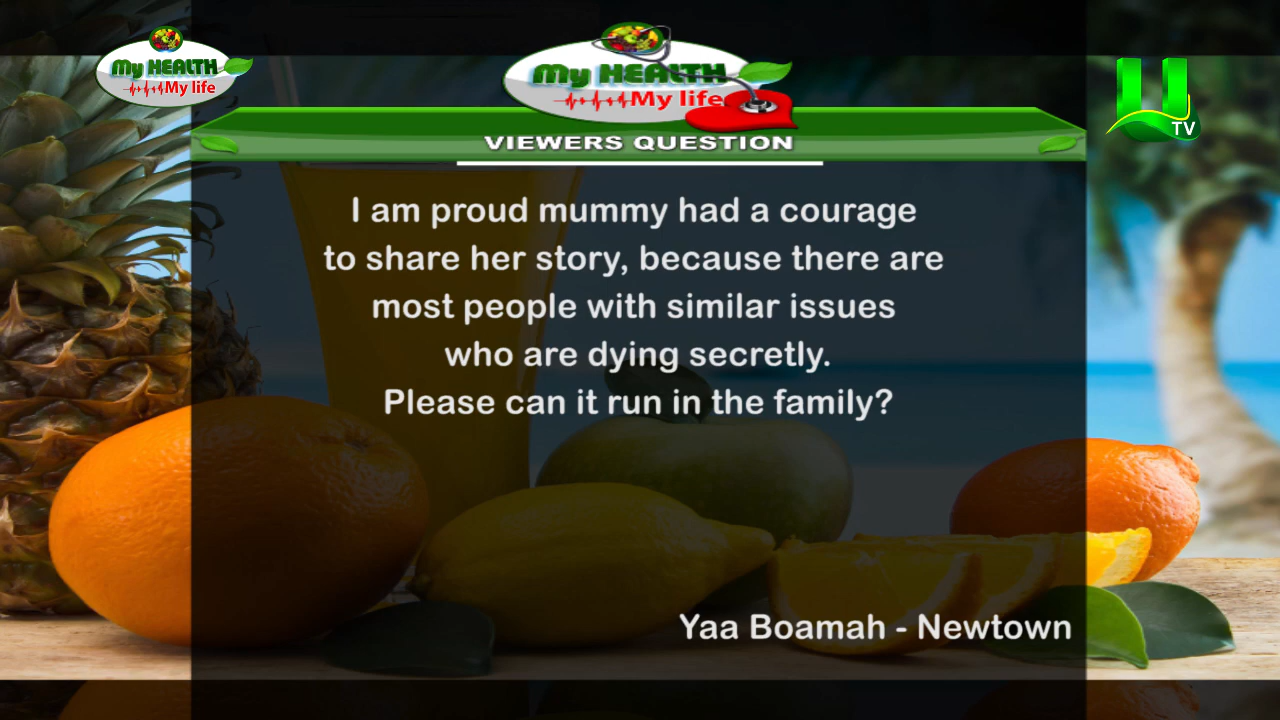 My HEALTH
My life
My HEALTH
My life
TV
VIEWERS QUESTION
I am proud mummy had a courage
to share her story, because there are
most people with similar issues
who are dying secretly.
Please can it run in the family?
Yaa Boamah - Newtown